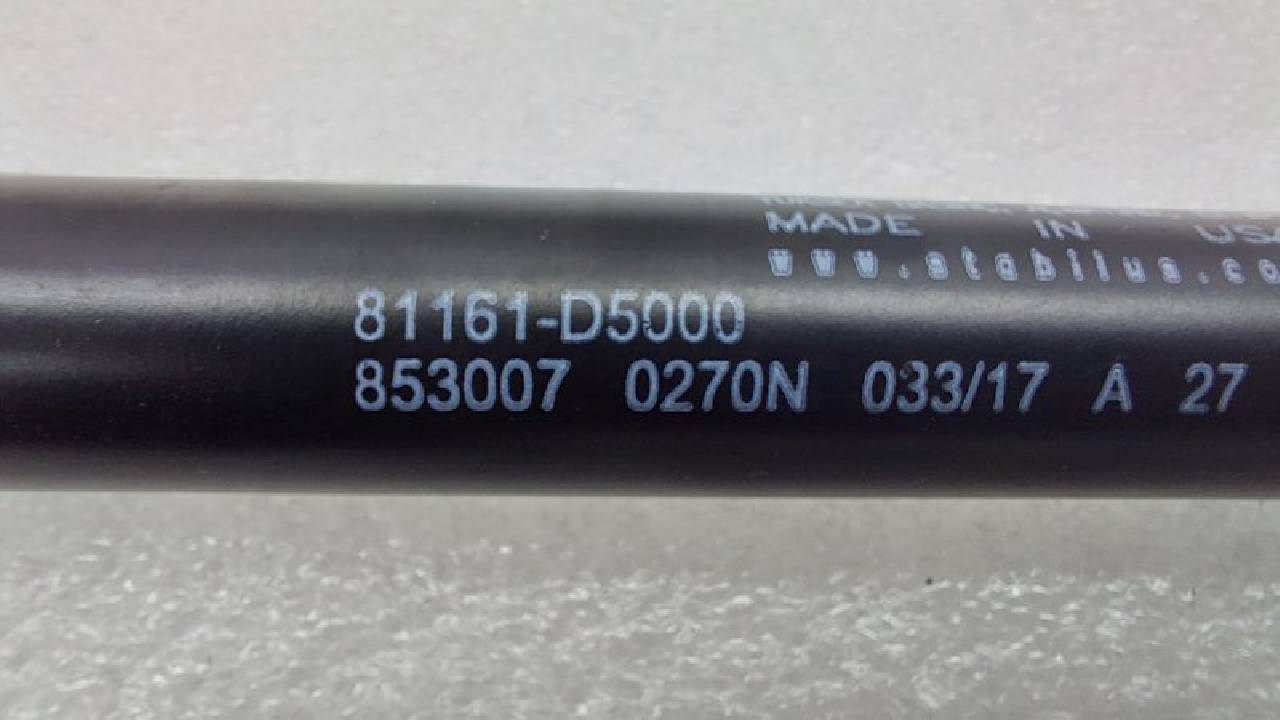 MADE IN USA
www.stabilus.co
81161-D5000
853007 0270N 033/17 A 27